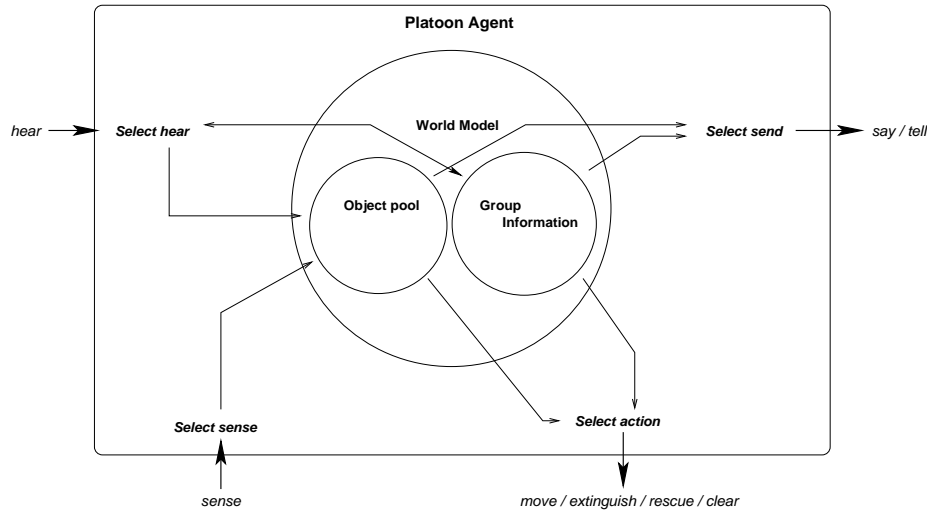 Platoon Agent
hear
Select hear
World Model
Select send
say / tell
Object pool
Group
Information
Select sense
Select action
sense
move / extinguish / rescue / clear